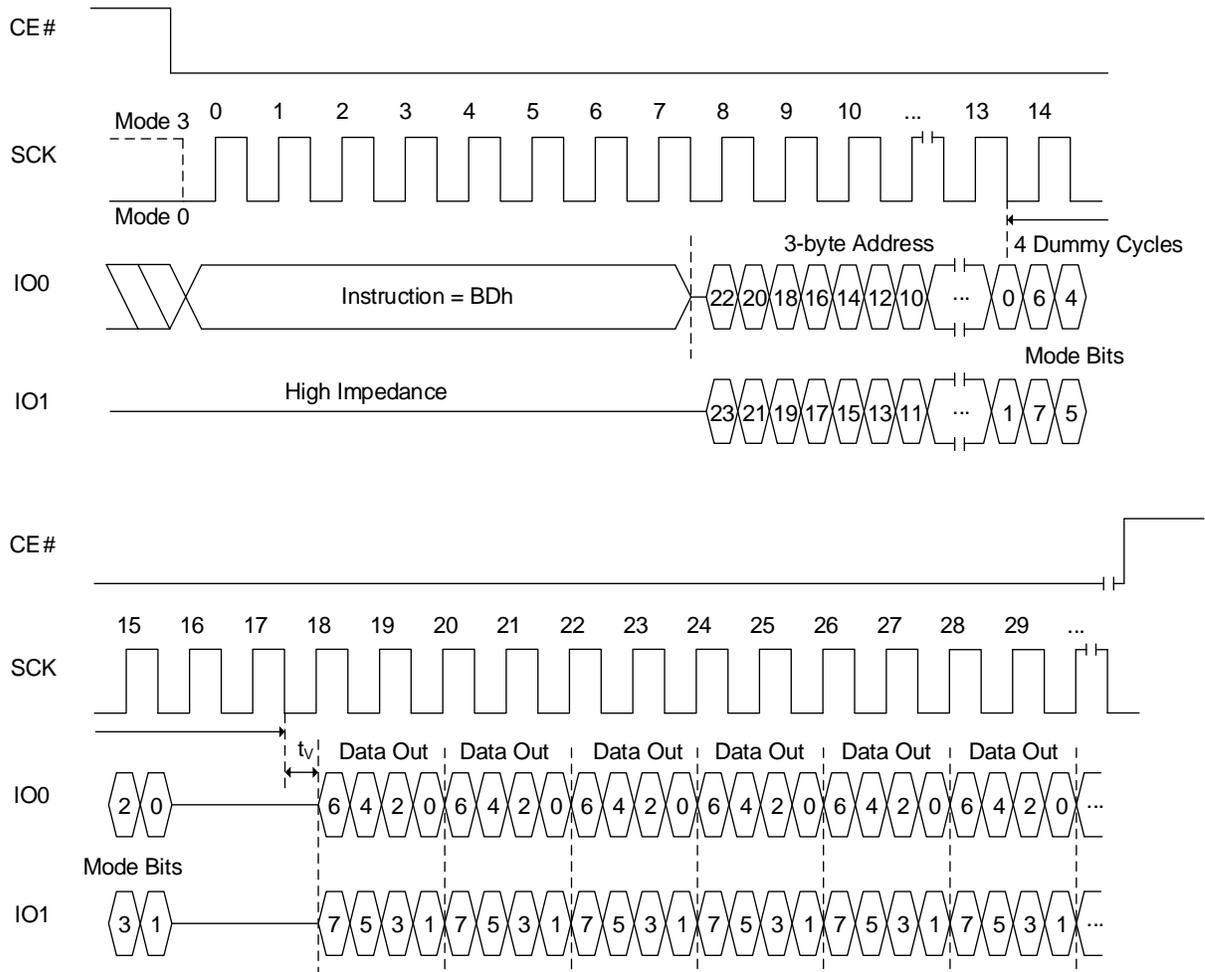 CE#
0 1 2 3 4 5 6 7 8 9 10 ... 13 14
Mode 3
SCK
Mode 0
3-byte Address
4 Dummy Cycles
IO0
Instruction = BDh
22 20 18 16 14 12 10 ... 0 6 4
Mode Bits
High Impedance
IO1
23 21 19 17 15 13 11 ... 1 7 5
CE#
15 16 17 18 19 20 21 22 23 24 25 26 27 28 29 ...
SCK
tV Data Out Data Out Data Out Data Out Data Out Data Out
IO0
2 0 6 4 2 0 6 4 2 0 6 4 2 0 6 4 2 0 6 4 2 0 6 4 2 0 ...
Mode Bits
IO1
3 1 7 5 3 1 7 5 3 1 7 5 3 1 7 5 3 1 7 5 3 1 7 5 3 1 ...